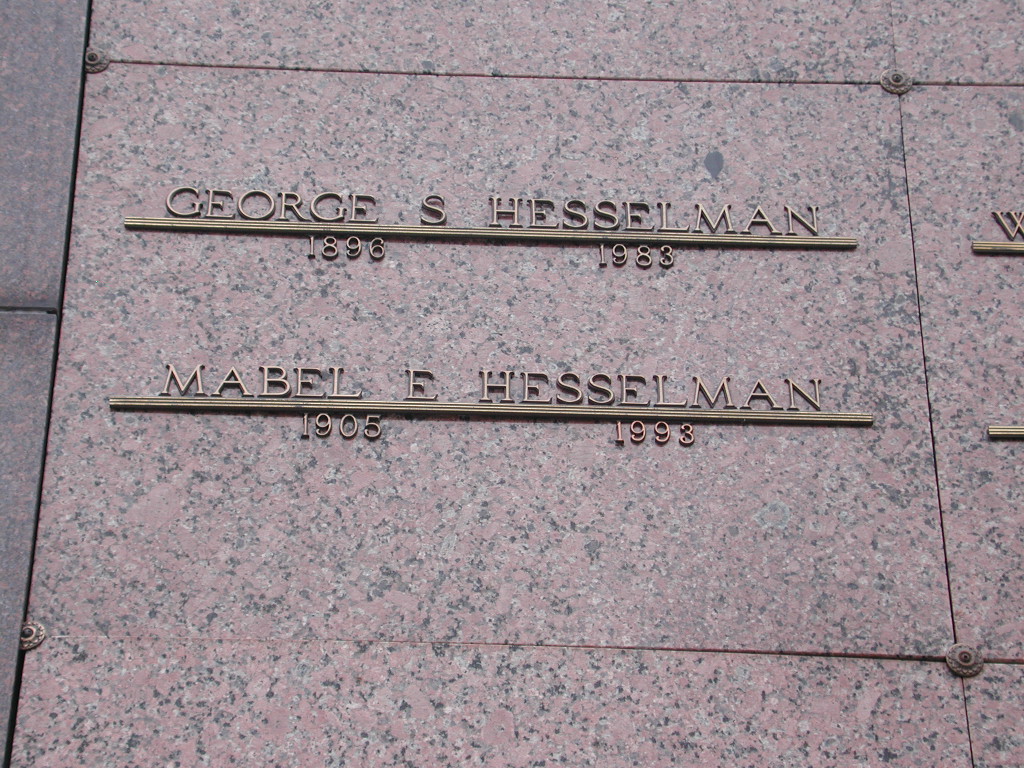 GEORGE S HESSELMAN
1896 1983
MABEL E HESSELMAN
1905 1993
W